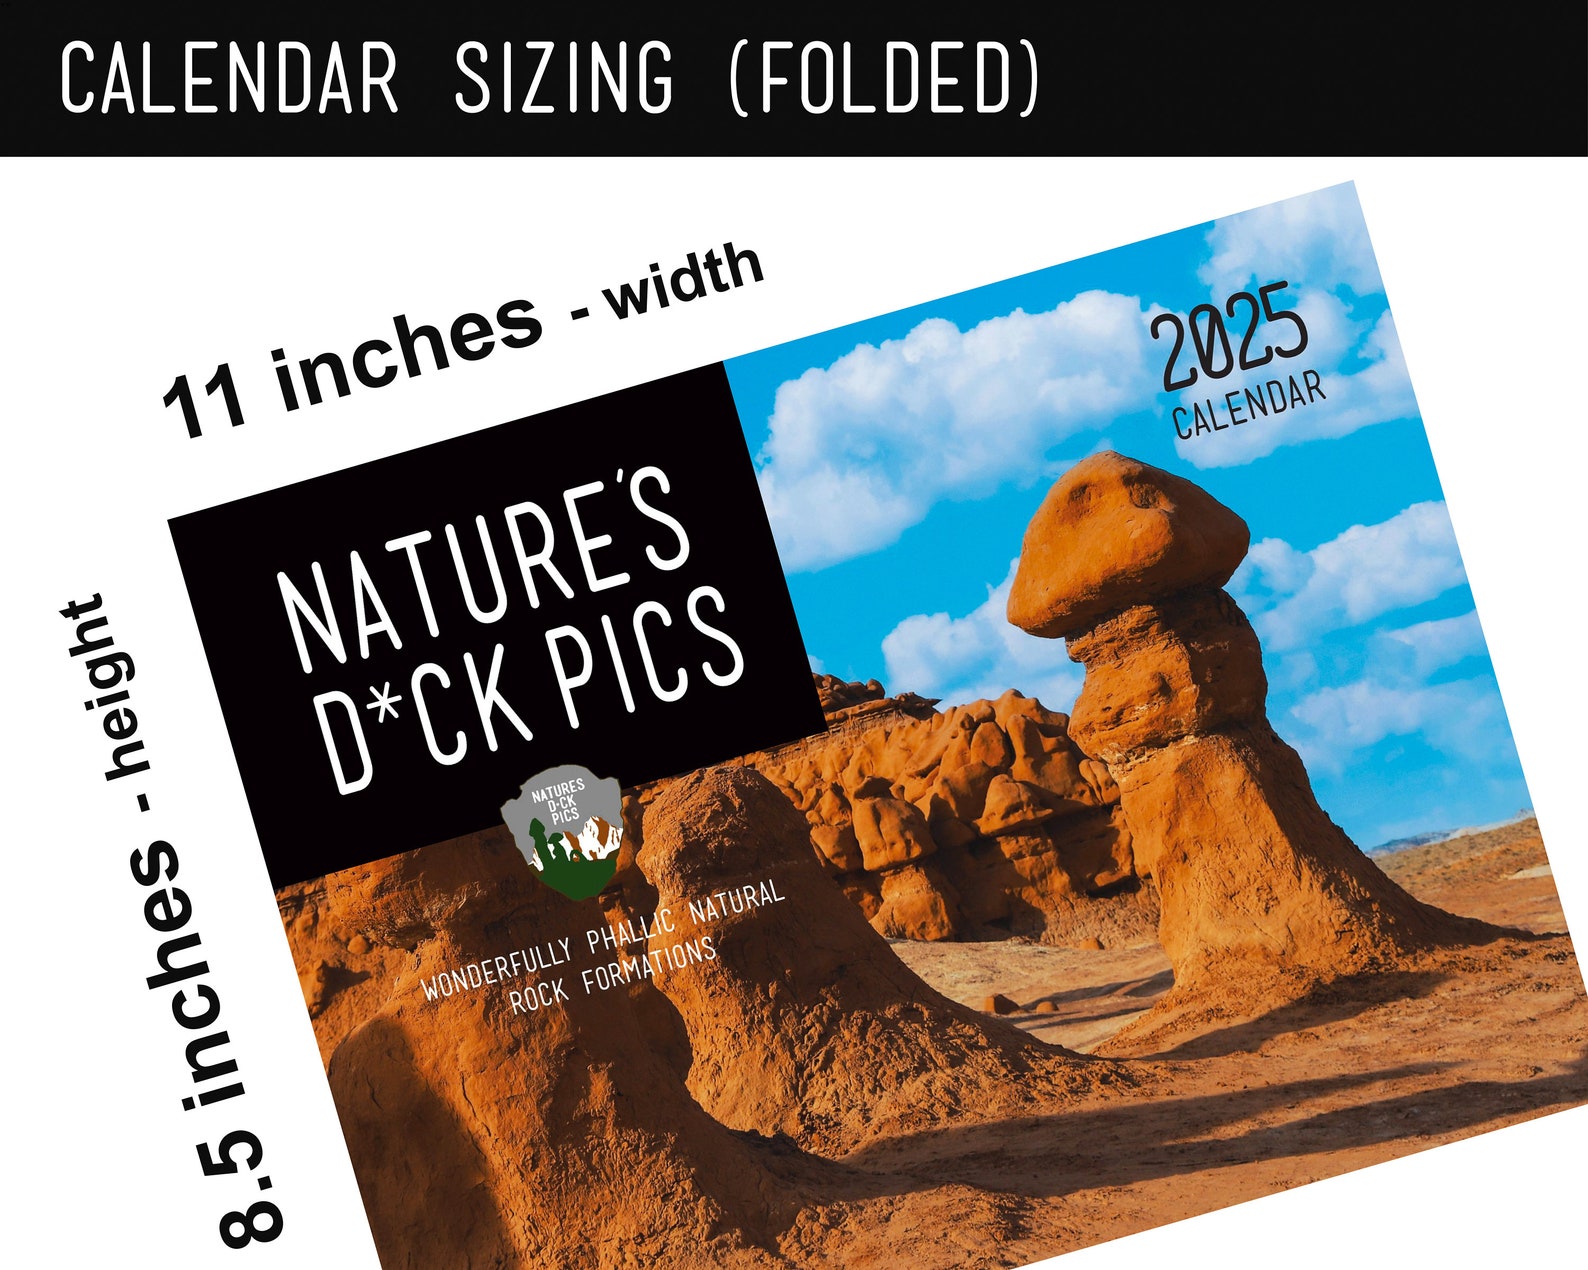 CALENDAR SIZING (FOLDED)
11 inches - width
8.5 inches - height
2025
CALENDAR
NATURE'S
D*CK PICS
NATURES
D•CK
PICS
WONDERFULLY PHALLIC NATURAL
ROCK FORMATIONS